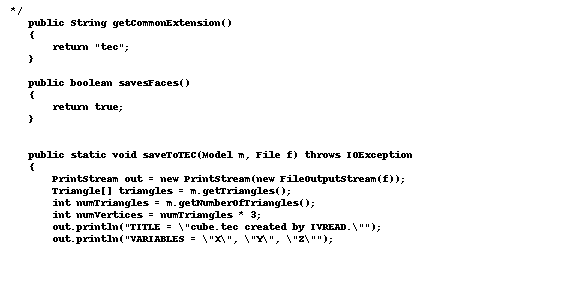 */
public String getCommonExtension()
{
return "tec";
}
public boolean savesFaces()
{
return true;
}
public static void saveToTEC(Model m, File f) throws IOException
{
PrintStream out = new PrintStream(new FileOutputStream(f));
Triangle[] triangles = m.getTriangles();
int numTriangles = m.getNumberOfTriangles();
int numVertices = numTriangles * 3;
out.println("TITLE = \"cube.tec created by IVREAD.\"");
out.println("VARIABLES = \"X\", \"Y\", \"Z\"");